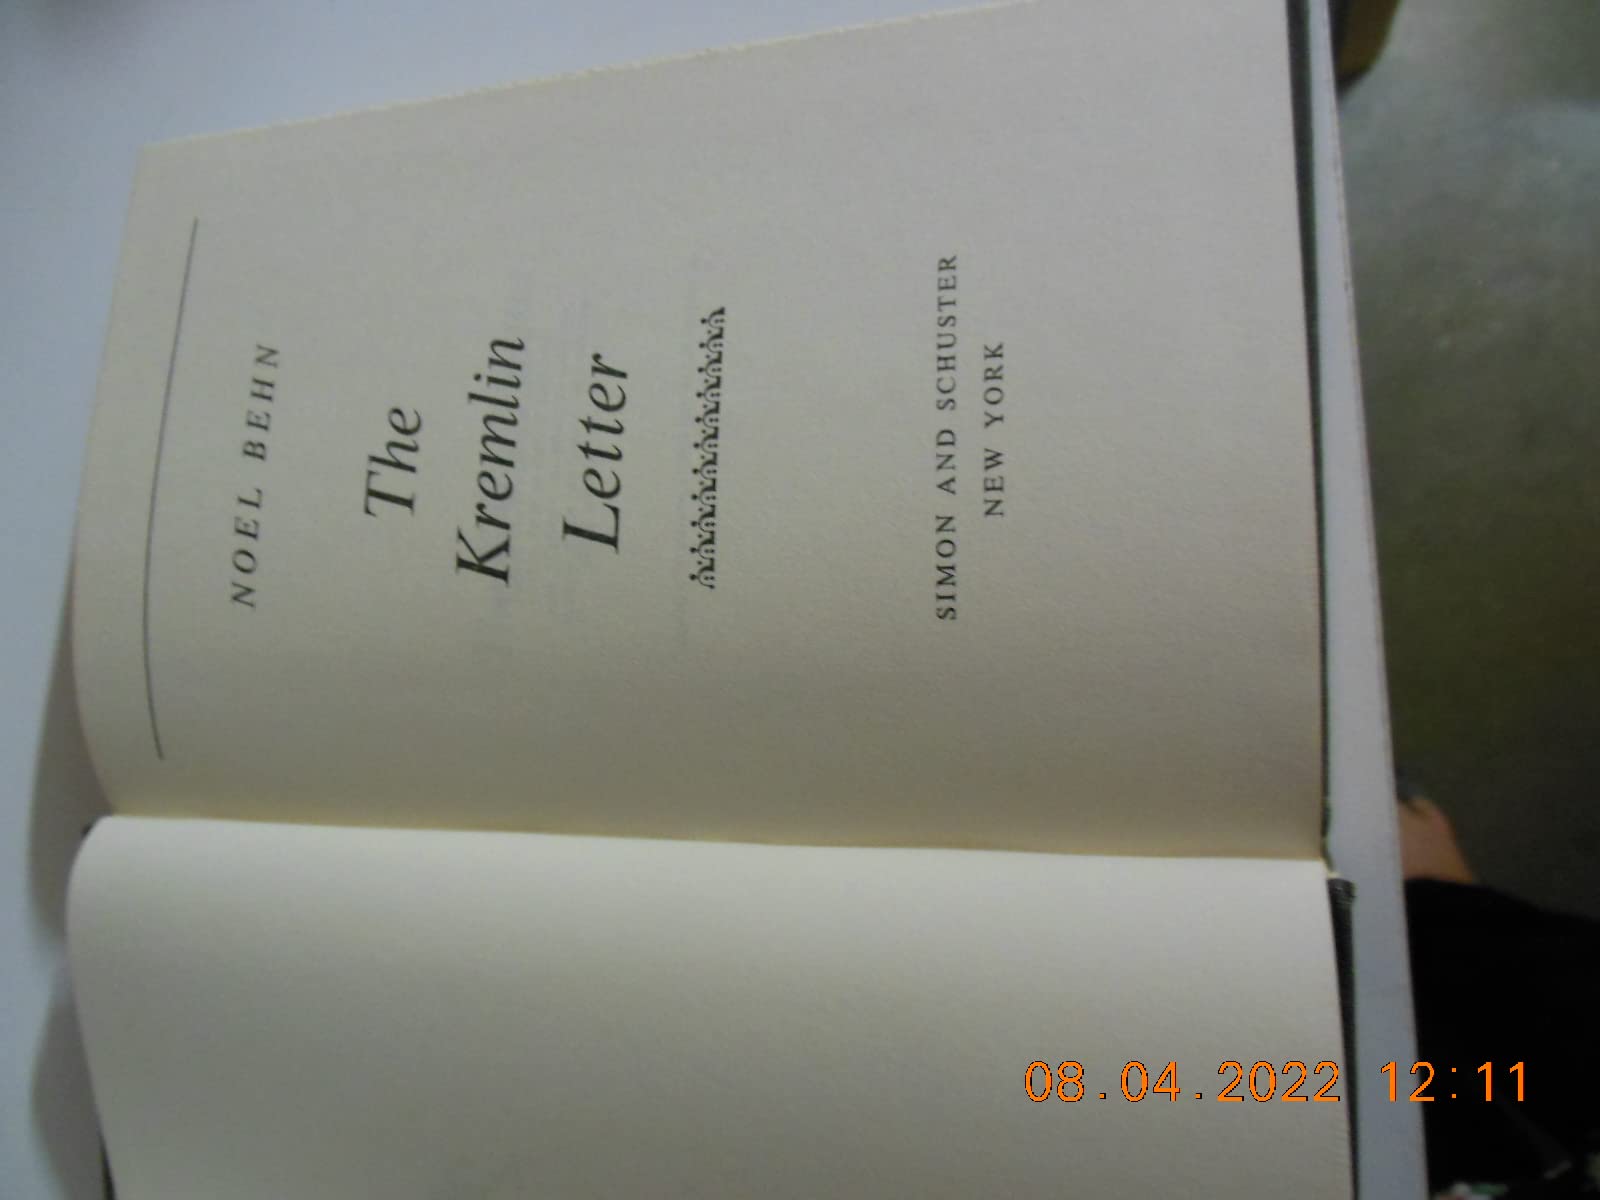 NOEL BEHN
The
Kremlin
Letter
SIMON AND SCHUSTER
NEW YORK
08.04.2022 12:11